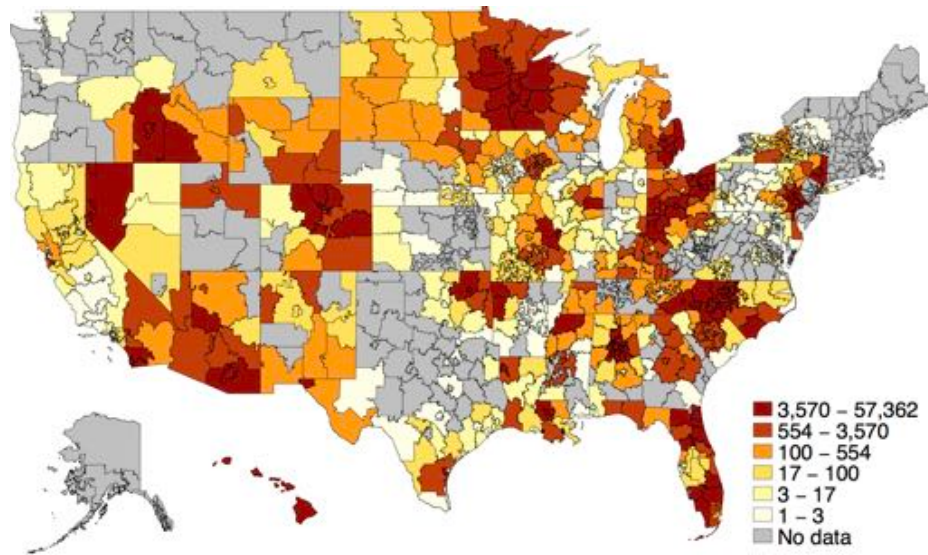 3,570 – 57,362
554 – 3,570
100 – 554
17 – 100
3 – 17
1 – 3
No data